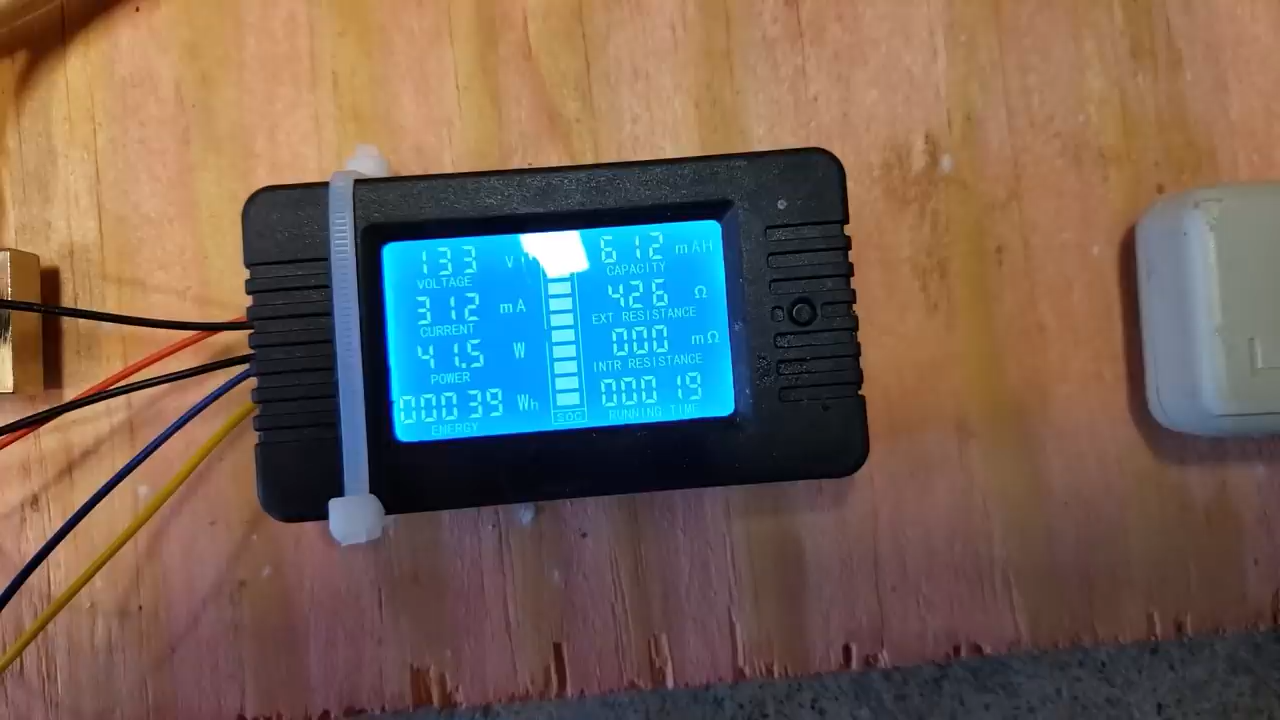 133 V
VOLTAGE
312 mA
CURRENT
41.5 W
POWER
00039 Wh
ENERGY
SOC
612 mAH
CAPACITY
426 Ω
EXT RESISTANCE
000 mΩ
INTR RESISTANCE
000019
RUNNING TIME